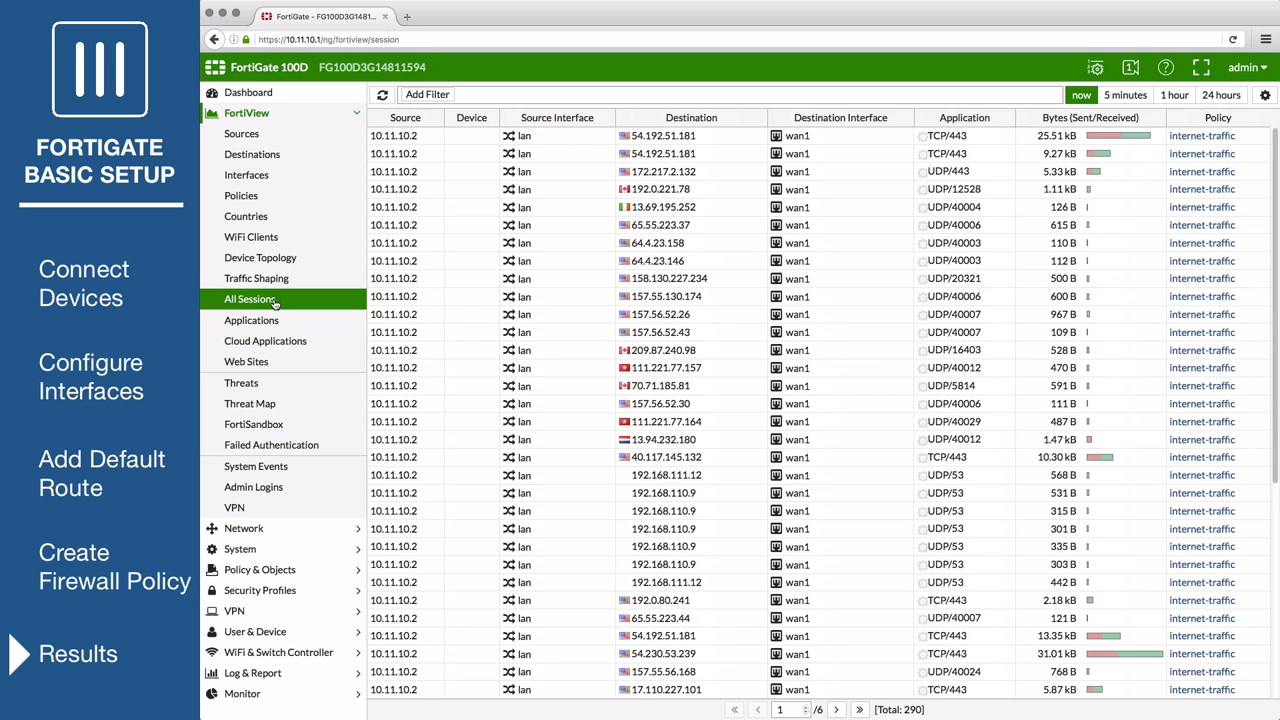 FORTIGATE
BASIC SETUP
Connect
Devices
Configure
Interfaces
Add Default
Route
Create
Firewall Policy
Results
FortiGate - FG100D3G1481...
https://10.11.10.1/ng/fortiview/session
FortiGate 100D FG100D3G14811594
admin
Dashboard
FortiView
Sources
Destinations
Interfaces
Policies
Countries
WiFi Clients
Device Topology
Traffic Shaping
All Sessions
Applications
Cloud Applications
Web Sites
Threats
Threat Map
FortiSandbox
Failed Authentication
System Events
Admin Logins
VPN
Network
System
Policy & Objects
Security Profiles
VPN
User & Device
WiFi & Switch Controller
Log & Report
Monitor
Add Filter now 5 minutes 1 hour 24 hours
Source Device Source Interface Destination Destination Interface Application Bytes (Sent/Received) Policy
10.11.10.2 lan 54.192.51.181 wan1 TCP/443 25.51 kB internet-traffic
10.11.10.2 lan 54.192.51.181 wan1 TCP/443 9.27 kB internet-traffic
10.11.10.2 lan 172.217.2.132 wan1 UDP/443 5.33 kB internet-traffic
10.11.10.2 lan 192.0.221.78 wan1 UDP/12528 1.11 kB internet-traffic
10.11.10.2 lan 13.69.195.252 wan1 UDP/40004 126 B internet-traffic
10.11.10.2 lan 65.55.223.37 wan1 UDP/40006 615 B internet-traffic
10.11.10.2 lan 64.4.23.158 wan1 UDP/40003 110 B internet-traffic
10.11.10.2 lan 64.4.23.146 wan1 UDP/40003 112 B internet-traffic
10.11.10.2 lan 158.130.227.234 wan1 UDP/20321 500 B internet-traffic
10.11.10.2 lan 157.55.130.174 wan1 UDP/40006 600 B internet-traffic
10.11.10.2 lan 157.56.52.26 wan1 UDP/40007 967 B internet-traffic
10.11.10.2 lan 157.56.52.43 wan1 UDP/40007 109 B internet-traffic
10.11.10.2 lan 209.87.240.98 wan1 UDP/16403 528 B internet-traffic
10.11.10.2 lan 111.221.77.157 wan1 UDP/40012 470 B internet-traffic
10.11.10.2 lan 70.71.185.81 wan1 UDP/5814 591 B internet-traffic
10.11.10.2 lan 157.56.52.30 wan1 UDP/40006 111 B internet-traffic
10.11.10.2 lan 111.221.77.164 wan1 UDP/40029 487 B internet-traffic
10.11.10.2 lan 13.94.232.180 wan1 UDP/40012 1.47 kB internet-traffic
10.11.10.2 lan 40.117.145.132 wan1 TCP/443 10.30 kB internet-traffic
10.11.10.2 lan 192.168.111.12 wan1 UDP/53 568 B internet-traffic
10.11.10.2 lan 192.168.110.9 wan1 UDP/53 531 B internet-traffic
10.11.10.2 lan 192.168.110.9 wan1 UDP/53 315 B internet-traffic
10.11.10.2 lan 192.168.110.9 wan1 UDP/53 301 B internet-traffic
10.11.10.2 lan 192.168.110.9 wan1 UDP/53 335 B internet-traffic
10.11.10.2 lan 192.168.110.9 wan1 UDP/53 303 B internet-traffic
10.11.10.2 lan 192.168.111.12 wan1 UDP/53 442 B internet-traffic
10.11.10.2 lan 192.0.80.241 wan1 TCP/443 2.18 kB internet-traffic
10.11.10.2 lan 65.55.223.44 wan1 UDP/40007 121 B internet-traffic
10.11.10.2 lan 54.192.51.181 wan1 TCP/443 13.35 kB internet-traffic
10.11.10.2 lan 54.230.53.239 wan1 TCP/443 31.01 kB internet-traffic
10.11.10.2 lan 157.55.56.168 wan1 UDP/40024 768 B internet-traffic
10.11.10.2 lan 17.110.227.101 wan1 TCP/443 5.87 kB internet-traffic
1 /6 [Total: 290]